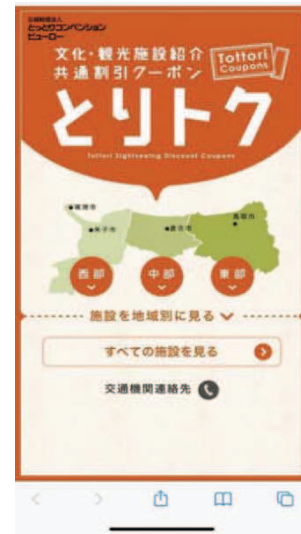 公益財団法人
とっとりコンベンション
ビューロー
文化・観光施設紹介
共通割引クーポン
Tottori
Coupons
とりトク
Tottori Sightseeing Discount Coupons
境港市
米子市
倉吉市
鳥取市
西部
中部
東部
施設を地域別に見る
すべての施設を見る
交通機関連絡先